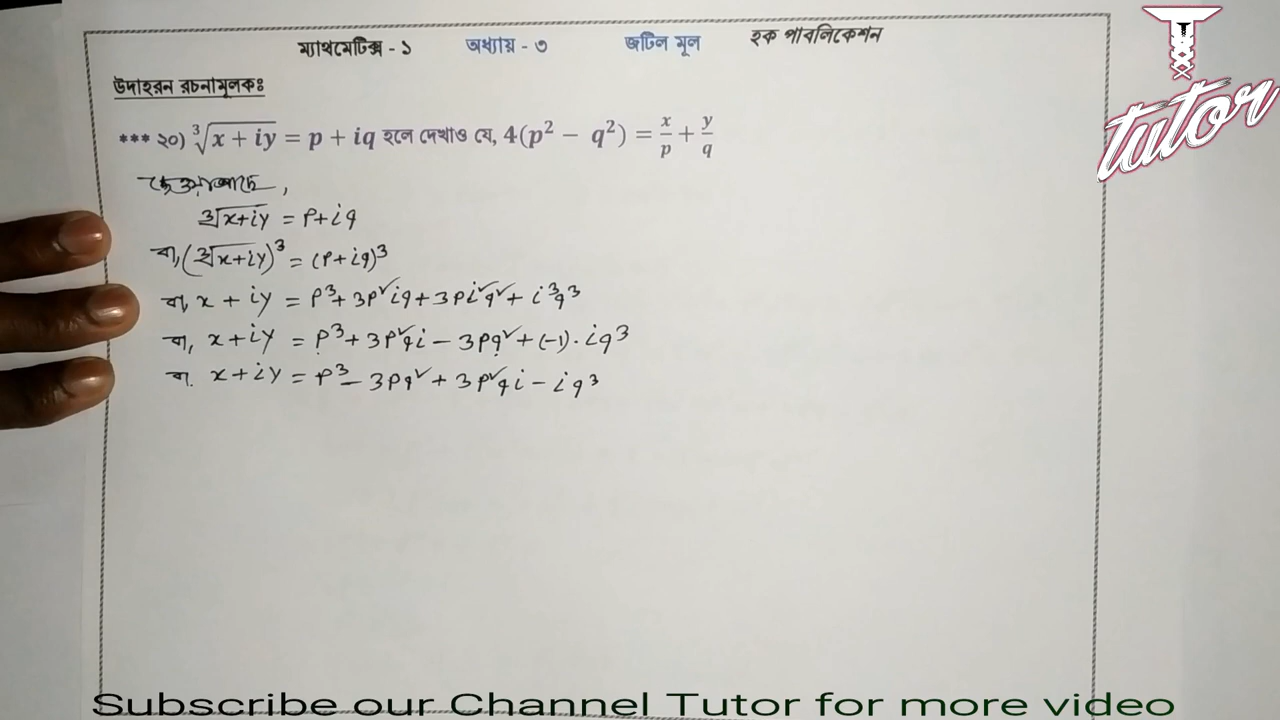 ম্যাথমেটিক্স - ১ অধ্যায় - ৩ জটিল মূল হক পাবলিকেশন
উদাহরন রচনামূলকঃ
*** ২০) ∛(x + iy) = p + iq হলে দেখাও যে, 4(p² − q²) = x/p + y/q
দেওয়া আছে,
∛(x+iy) = p+iq
বা, (∛(x+iy))³ = (p+iq)³
বা, x + iy = p³ + 3p²iq + 3pi²q² + i³q³
বা, x+iy = p³ + 3p²qi − 3pq² + (−1)·iq³
বা, x+iy = p³ − 3pq² + 3p²qi − iq³
T
tutor
Subscribe our Channel Tutor for more video